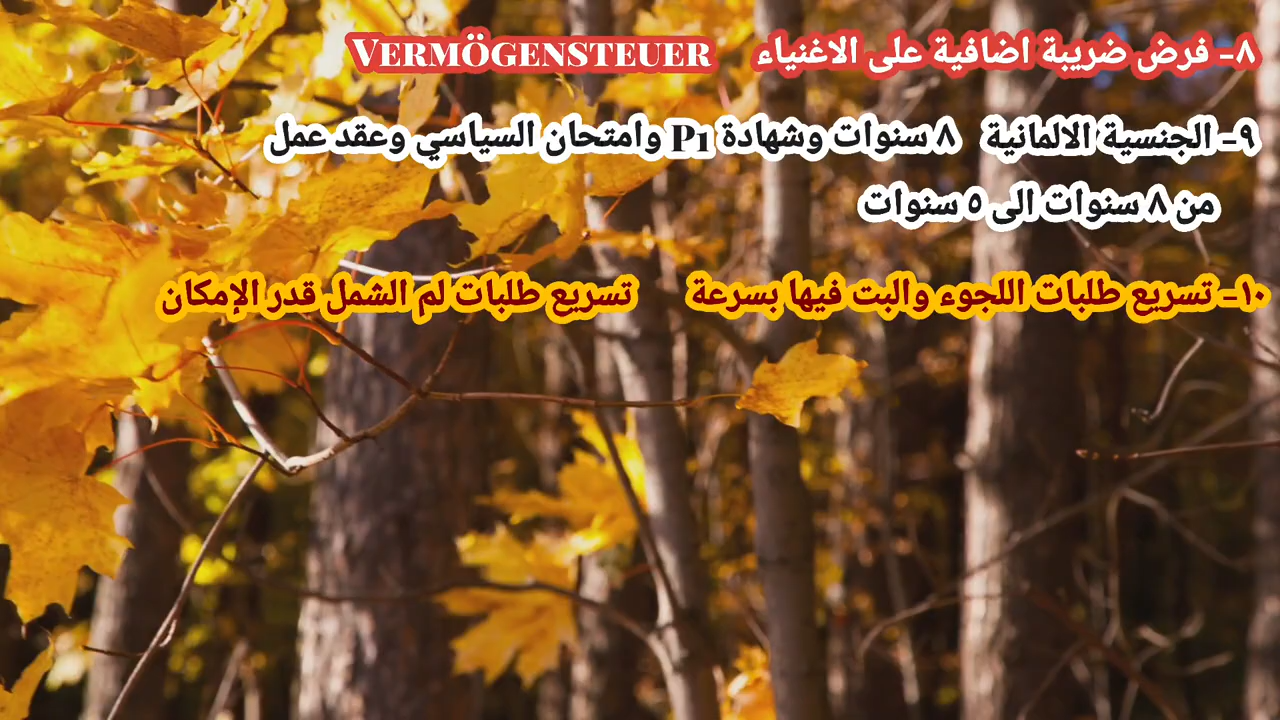 ٨- فرض ضريبة اضافية على الاغنياء VERMÖGENSTEUER
٩- الجنسية الالمانية ٨ سنوات وشهادة P1 وامتحان السياسي وعقد عمل
من ٨ سنوات الى ٥ سنوات
١٠- تسريع طلبات اللجوء والبت فيها بسرعة تسريع طلبات لم الشمل قدر الإمكان